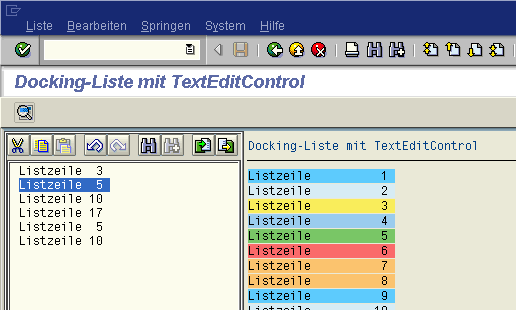 Liste Bearbeiten Springen System Hilfe
Docking-Liste mit TextEditControl
Listzeile 3
Listzeile 5
Listzeile 10
Listzeile 17
Listzeile 5
Listzeile 10
Docking-Liste mit TextEditControl
Listzeile 1
Listzeile 2
Listzeile 3
Listzeile 4
Listzeile 5
Listzeile 6
Listzeile 7
Listzeile 8
Listzeile 9